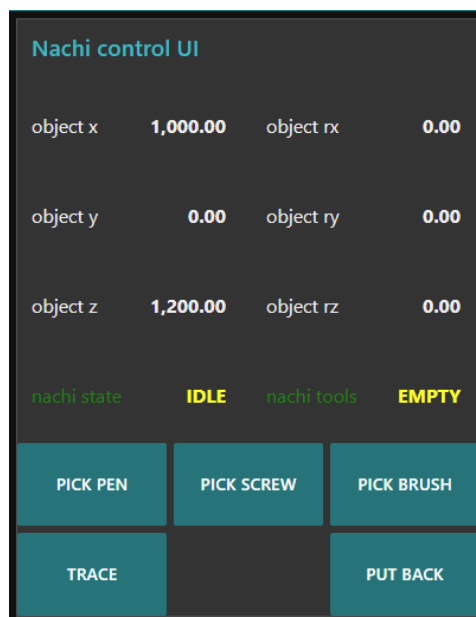 Nachi control UI
object x 1,000.00 object rx 0.00
object y 0.00 object ry 0.00
object z 1,200.00 object rz 0.00
nachi state IDLE nachi tools EMPTY
PICK PEN PICK SCREW PICK BRUSH
TRACE PUT BACK